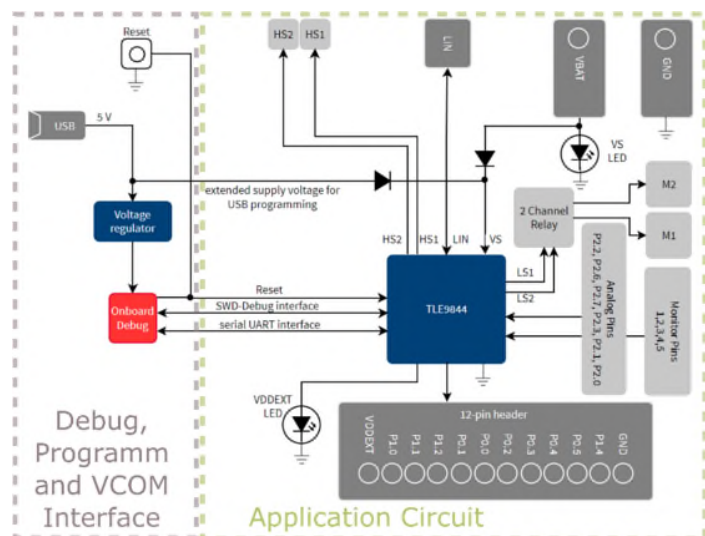 Reset
HS2
HS1
LIN
VBAT
GND
USB
5 V
VS
LED
extended supply voltage for
USB programming
Voltage
regulator
2 Channel
Relay
M2
M1
HS2
HS1
LIN
VS
LS1
LS2
TLE9844
Onboard
Debug
Reset
SWD-Debug interface
serial UART interface
Analog Pins
P2.2, P2.6, P2.7, P2.3, P2.1, P2.0
Monitor Pins
1,2,3,4,5
VDDEXT
LED
12-pin header
VDDEXT
P1.0
P1.1
P1.2
P0.1
P0.0
P0.2
P0.3
P0.4
P0.5
P1.4
GND
Debug,
Programm
and VCOM
Interface
Application Circuit